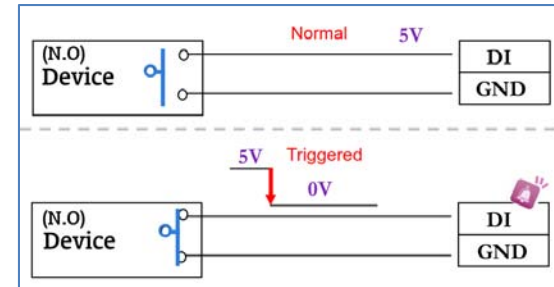 Normal 5V
(N.O)
Device
DI
GND
5V Triggered
0V
(N.O)
Device
DI
GND